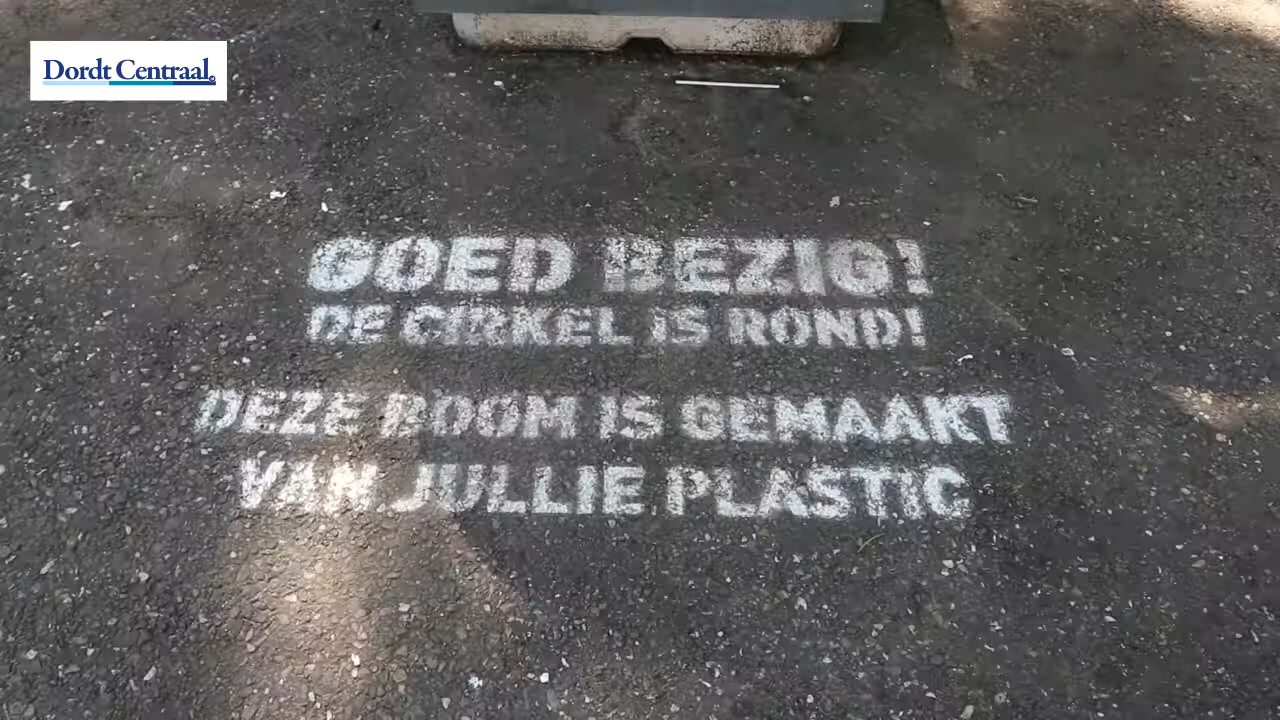 Dordt Centraal
GOED BEZIG!
DE CIRKEL IS ROND!
DEZE BOOM IS GEMAAKT
VAN JULLIE PLASTIC